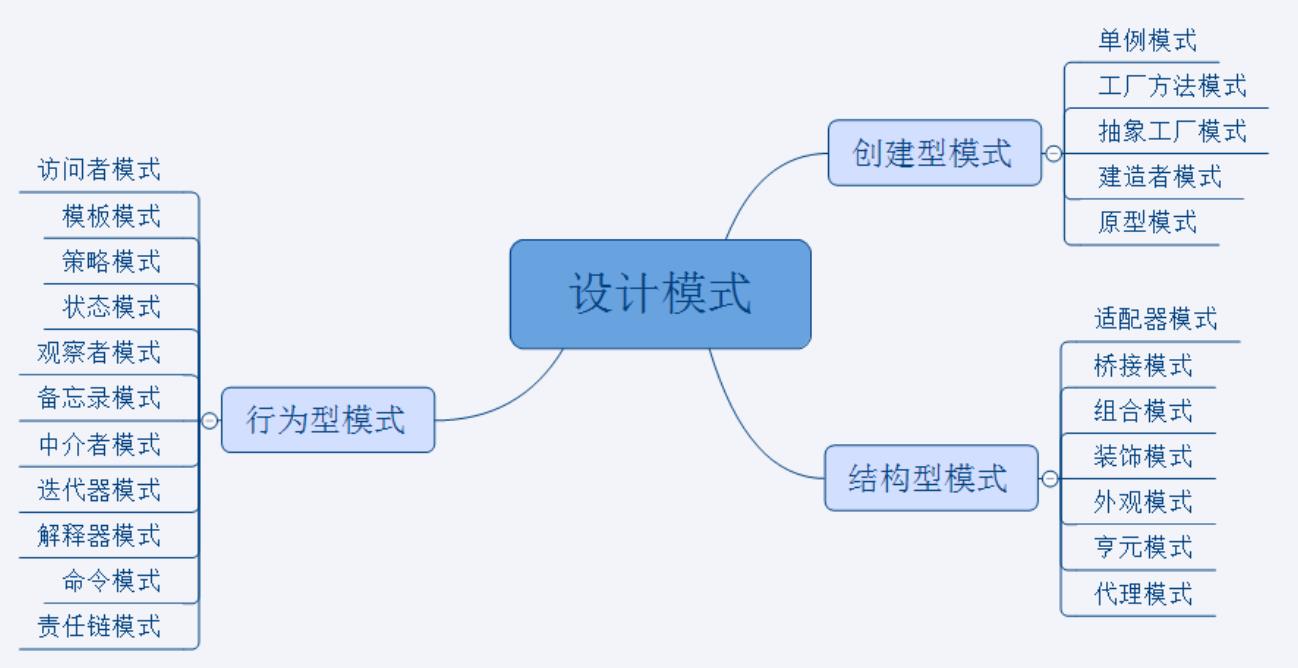 设计模式
创建型模式
单例模式
工厂方法模式
抽象工厂模式
建造者模式
原型模式
结构型模式
适配器模式
桥接模式
组合模式
装饰模式
外观模式
亨元模式
代理模式
行为型模式
访问者模式
模板模式
策略模式
状态模式
观察者模式
备忘录模式
中介者模式
迭代器模式
解释器模式
命令模式
责任链模式